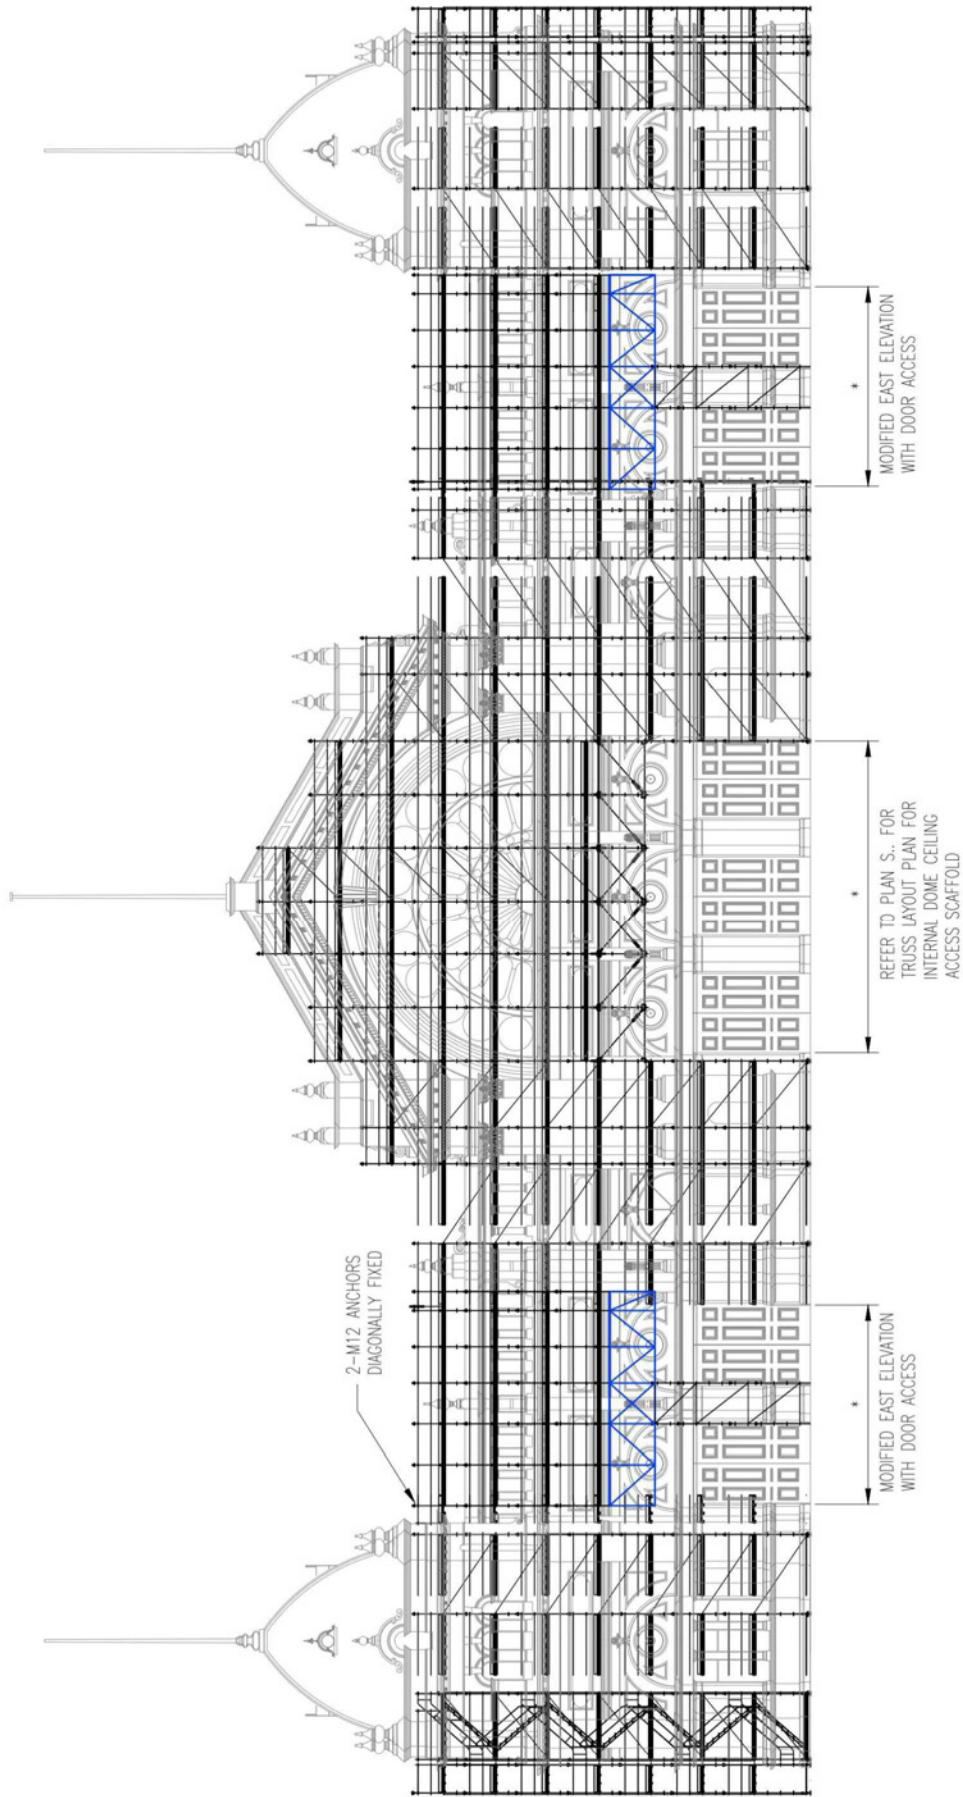 2-M12 ANCHORS
DIAGONALLY FIXED
*
MODIFIED EAST ELEVATION
WITH DOOR ACCESS
*
REFER TO PLAN S.. FOR
TRUSS LAYOUT PLAN FOR
INTERNAL DOME CEILING
ACCESS SCAFFOLD
*
MODIFIED EAST ELEVATION
WITH DOOR ACCESS